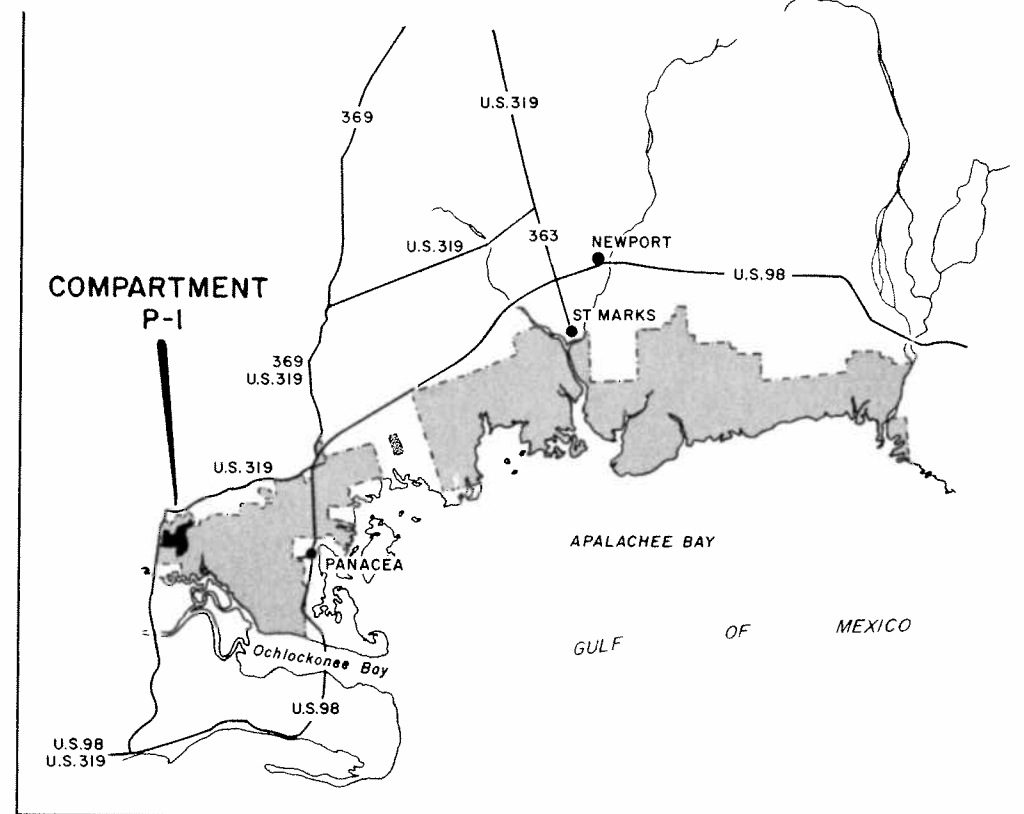 369
U.S.319
363
NEWPORT
U.S.319
U.S.98
COMPARTMENT
P-1
ST MARKS
369
U.S.319
U.S.319
APALACHEE BAY
PANACEA
GULF OF MEXICO
Ochlockonee Bay
U.S.98
U.S.98
U.S.319